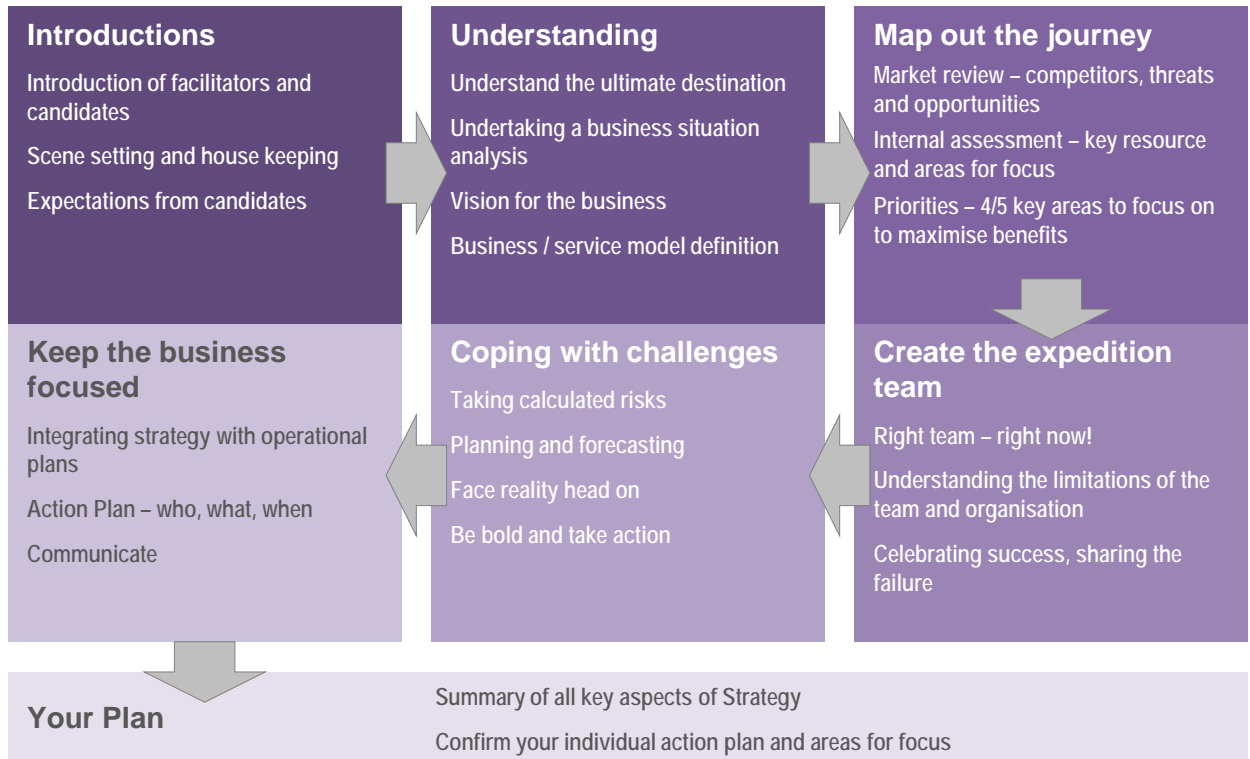 Introductions
Introduction of facilitators and
candidates
Scene setting and house keeping
Expectations from candidates
Understanding
Understand the ultimate destination
Undertaking a business situation
analysis
Vision for the business
Business / service model definition
Map out the journey
Market review – competitors, threats
and opportunities
Internal assessment – key resource
and areas for focus
Priorities – 4/5 key areas to focus on
to maximise benefits
Create the expedition
team
Right team – right now!
Understanding the limitations of the
team and organisation
Celebrating success, sharing the
failure
Coping with challenges
Taking calculated risks
Planning and forecasting
Face reality head on
Be bold and take action
Keep the business
focused
Integrating strategy with operational
plans
Action Plan – who, what, when
Communicate
Your Plan
Summary of all key aspects of Strategy
Confirm your individual action plan and areas for focus